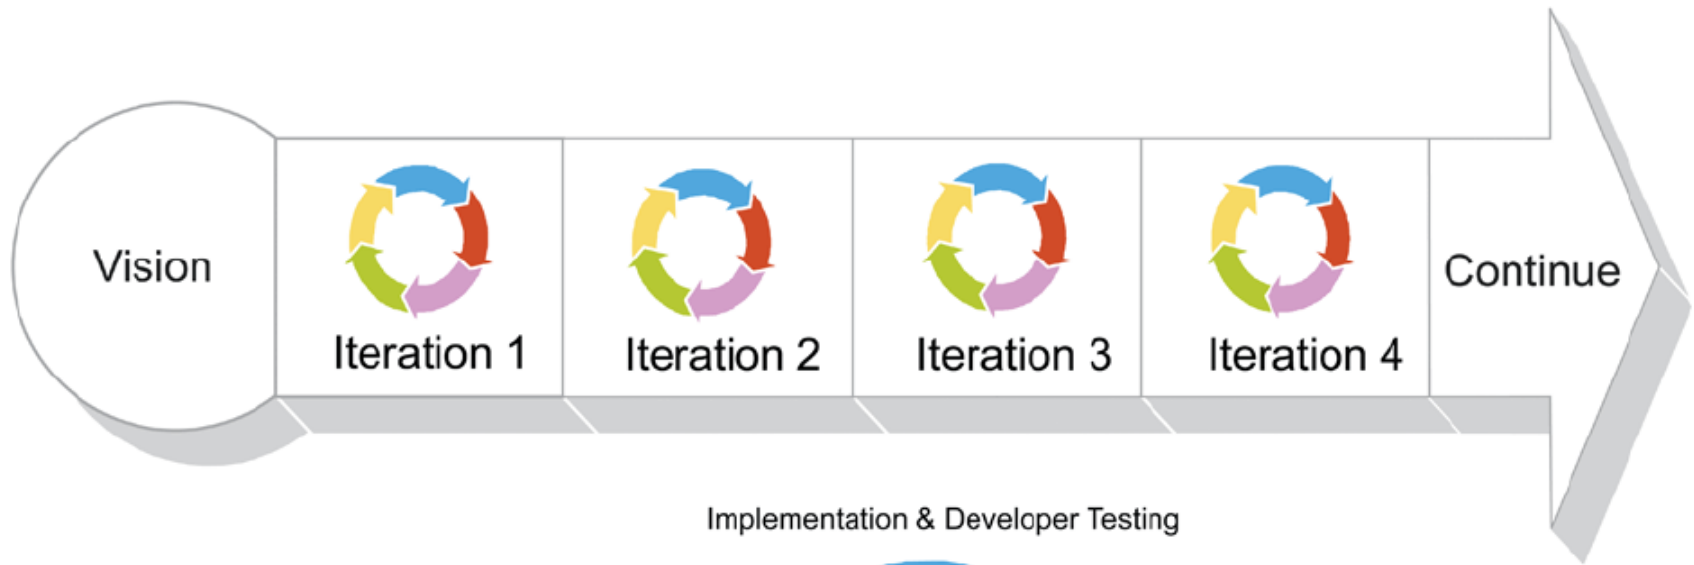 Vision
Iteration 1
Iteration 2
Iteration 3
Iteration 4
Continue
Implementation & Developer Testing